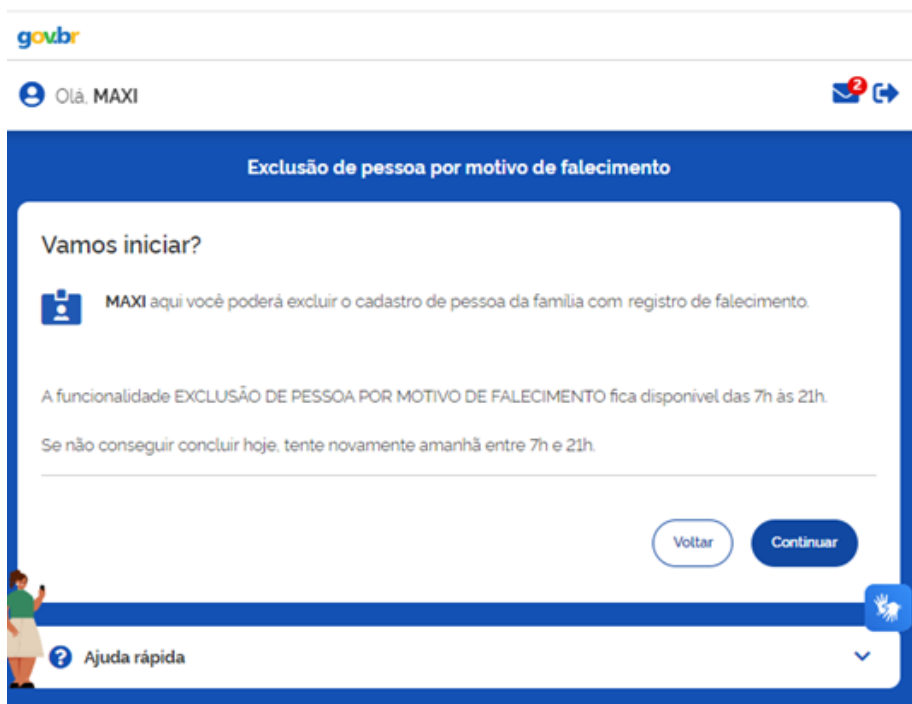 gov.br
Olá, MAXI
2
Exclusão de pessoa por motivo de falecimento
Vamos iniciar?
MAXI aqui você poderá excluir o cadastro de pessoa da família com registro de falecimento.
A funcionalidade EXCLUSÃO DE PESSOA POR MOTIVO DE FALECIMENTO fica disponível das 7h às 21h.
Se não conseguir concluir hoje, tente novamente amanhã entre 7h e 21h.
Voltar
Continuar
Ajuda rápida